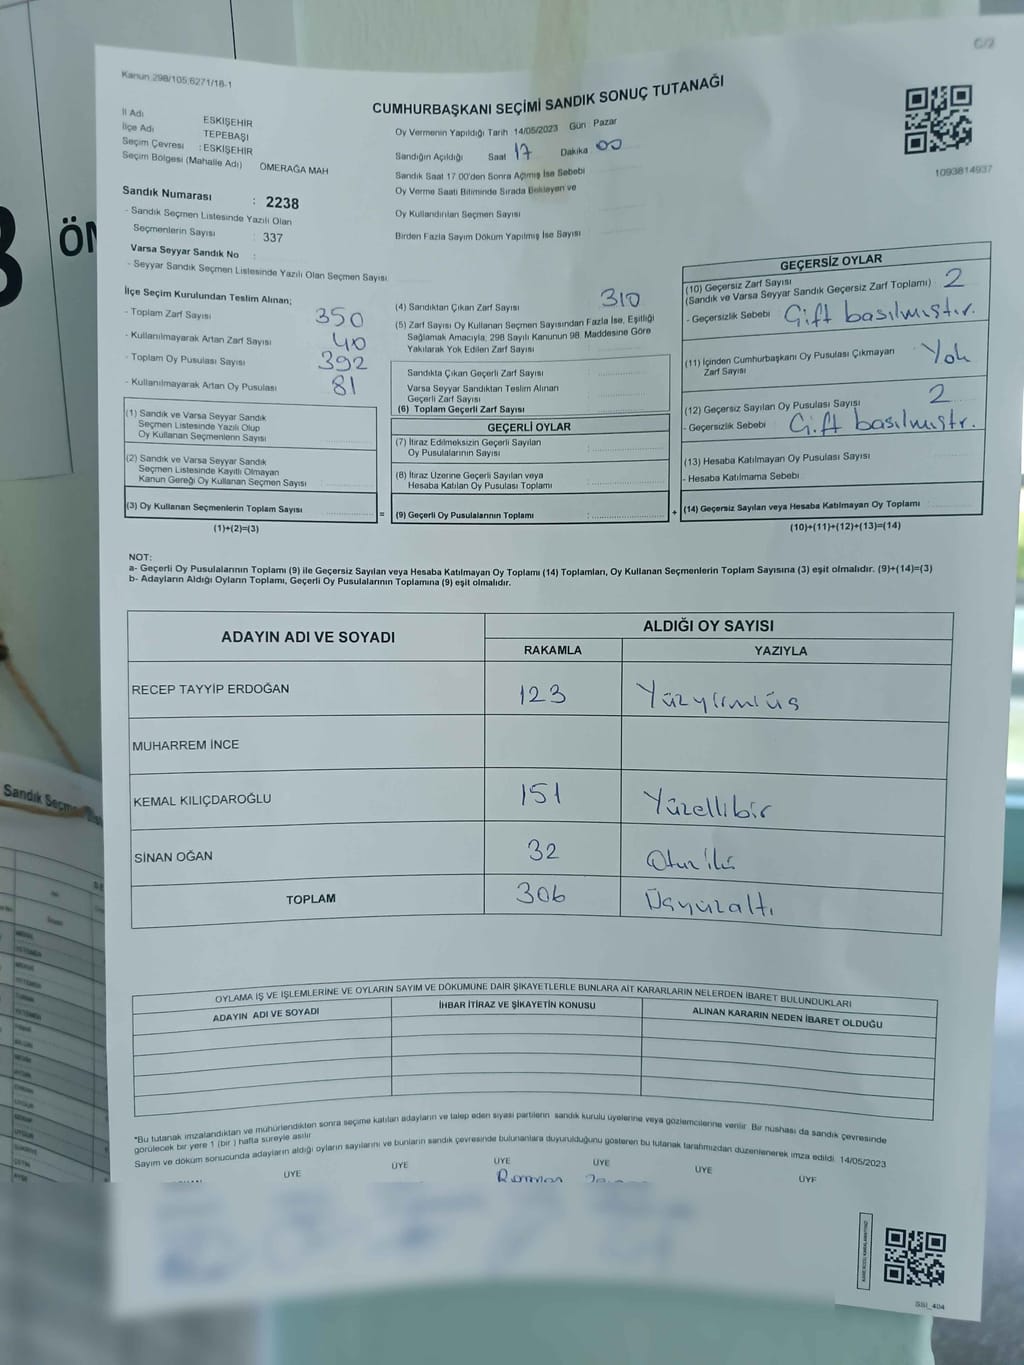 C/2
Kanun:298/105;6271/18-1
CUMHURBAŞKANI SEÇİMİ SANDIK SONUÇ TUTANAĞI
İl Adı ESKİŞEHİR
İlçe Adı TEPEBAŞI
Seçim Çevresi : ESKİŞEHİR
Seçim Bölgesi (Mahalle Adı) ÖMERAĞA MAH
Sandık Numarası : 2238
- Sandık Seçmen Listesinde Yazılı Olan
Seçmenlerin Sayısı : 337
Varsa Seyyar Sandık No :
- Seyyar Sandık Seçmen Listesinde Yazılı Olan Seçmen Sayısı
Oy Vermenin Yapıldığı Tarih 14/05/2023 Gün Pazar
Sandığın Açıldığı Saat 17 Dakika 00
Sandık Saat 17 00'den Sonra Açılmış İse Sebebi
Oy Verme Saati Bitiminde Sırada Bekleyen ve
Oy Kullandırılan Seçmen Sayısı
Birden Fazla Sayım Döküm Yapılmış İse Sayısı
1093814937
İlçe Seçim Kurulundan Teslim Alınan;
- Toplam Zarf Sayısı 350
- Kullanılmayarak Artan Zarf Sayısı 40
- Toplam Oy Pusulası Sayısı 392
- Kullanılmayarak Artan Oy Pusulası 81
(1) Sandık ve Varsa Seyyar Sandık
Seçmen Listesinde Yazılı Olup
Oy Kullanan Seçmenlerin Sayısı
(2) Sandık ve Varsa Seyyar Sandık
Seçmen Listesinde Kayıtlı Olmayan
Kanun Gereği Oy Kullanan Seçmen Sayısı :
(3) Oy Kullanan Seçmenlerin Toplam Sayısı
(1)+(2)=(3)
(4) Sandıktan Çıkan Zarf Sayısı 310
(5) Zarf Sayısı Oy Kullanan Seçmen Sayısından Fazla İse, Eşitliği
Sağlamak Amacıyla, 298 Sayılı Kanunun 98. Maddesine Göre
Yakılarak Yok Edilen Zarf Sayısı
Sandıkta Çıkan Geçerli Zarf Sayısı :
Varsa Seyyar Sandıktan Teslim Alınan
Geçerli Zarf Sayısı
(6) Toplam Geçerli Zarf Sayısı
GEÇERLİ OYLAR
(7) İtiraz Edilmeksizin Geçerli Sayılan
Oy Pusulalarının Sayısı :
(8) İtiraz Üzerine Geçerli Sayılan veya
Hesaba Katılan Oy Pusulası Toplamı :
= (9) Geçerli Oy Pusulalarının Toplamı :
GEÇERSİZ OYLAR
(10) Geçersiz Zarf Sayısı
(Sandık ve Varsa Seyyar Sandık Geçersiz Zarf Toplamı) 2
- Geçersizlik Sebebi Çift basılmıştır.
(11) İçinden Cumhurbaşkanı Oy Pusulası Çıkmayan
Zarf Sayısı Yok
(12) Geçersiz Sayılan Oy Pusulası Sayısı 2
- Geçersizlik Sebebi Çift basılmıştr.
(13) Hesaba Katılmayan Oy Pusulası Sayısı
- Hesaba Katılmama Sebebi
+ (14) Geçersiz Sayılan veya Hesaba Katılmayan Oy Toplamı
(10)+(11)+(12)+(13)=(14)
NOT:
a- Geçerli Oy Pusulalarının Toplamı (9) ile Geçersiz Sayılan veya Hesaba Katılmayan Oy Toplamı (14) Toplamları, Oy Kullanan Seçmenlerin Toplam Sayısına (3) eşit olmalıdır. (9)+(14)=(3)
b- Adayların Aldığı Oyların Toplamı, Geçerli Oy Pusulalarının Toplamına (9) eşit olmalıdır.
ADAYIN ADI VE SOYADI
ALDIĞI OY SAYISI
RAKAMLA YAZIYLA
RECEP TAYYİP ERDOĞAN 123 Yüzyirmiüç
MUHARREM İNCE
KEMAL KILIÇDAROĞLU 151 Yüzellibir
SİNAN OĞAN 32 Otuziki
TOPLAM 306 Üçyüzaltı
OYLAMA İŞ VE İŞLEMLERİNE VE OYLARIN SAYIM VE DÖKÜMÜNE DAİR ŞİKAYETLERLE BUNLARA AİT KARARLARIN NELERDEN İBARET BULUNDUKLARI
ADAYIN ADI VE SOYADI İHBAR İTİRAZ VE ŞİKAYETİN KONUSU ALINAN KARARIN NEDEN İBARET OLDUĞU
*Bu tutanak imzalandıktan ve mühürlendikten sonra seçime katılan adayların ve talep eden siyasi partilerin sandık kurulu üyelerine veya gözlemcilerine verilir. Bir nüshası da sandık çevresinde
görülecek bir yere 1 (bir) hafta süreyle asılır
Sayım ve döküm sonucunda adayların aldığı oyların sayılarını ve bunların sandık çevresinde bulunanlara duyurulduğunu gösteren bu tutanak tarafımızdan düzenlenerek imza edildi. 14/05/2023
ÜYE ÜYE ÜYE ÜYE ÜYE ÜYE
SSI_404
Sandık Seçmen